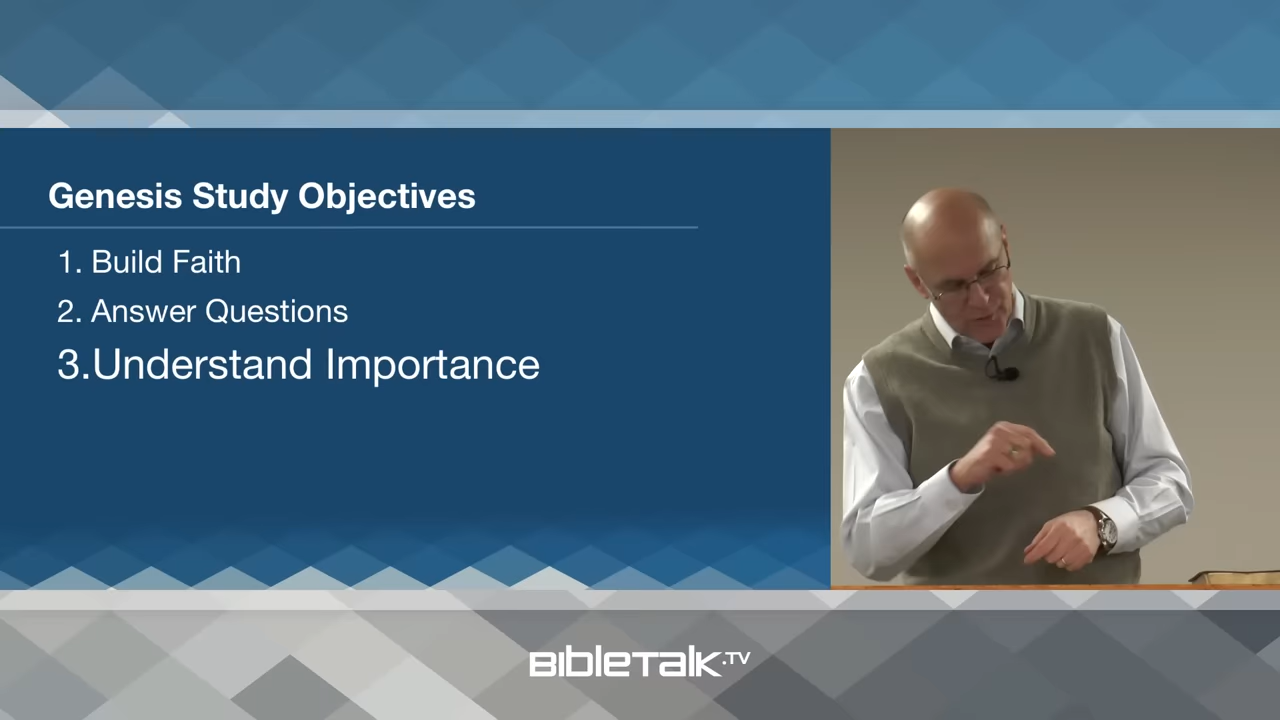 Genesis Study Objectives
1. Build Faith
2. Answer Questions
3.Understand Importance
BIBLETALK.TV